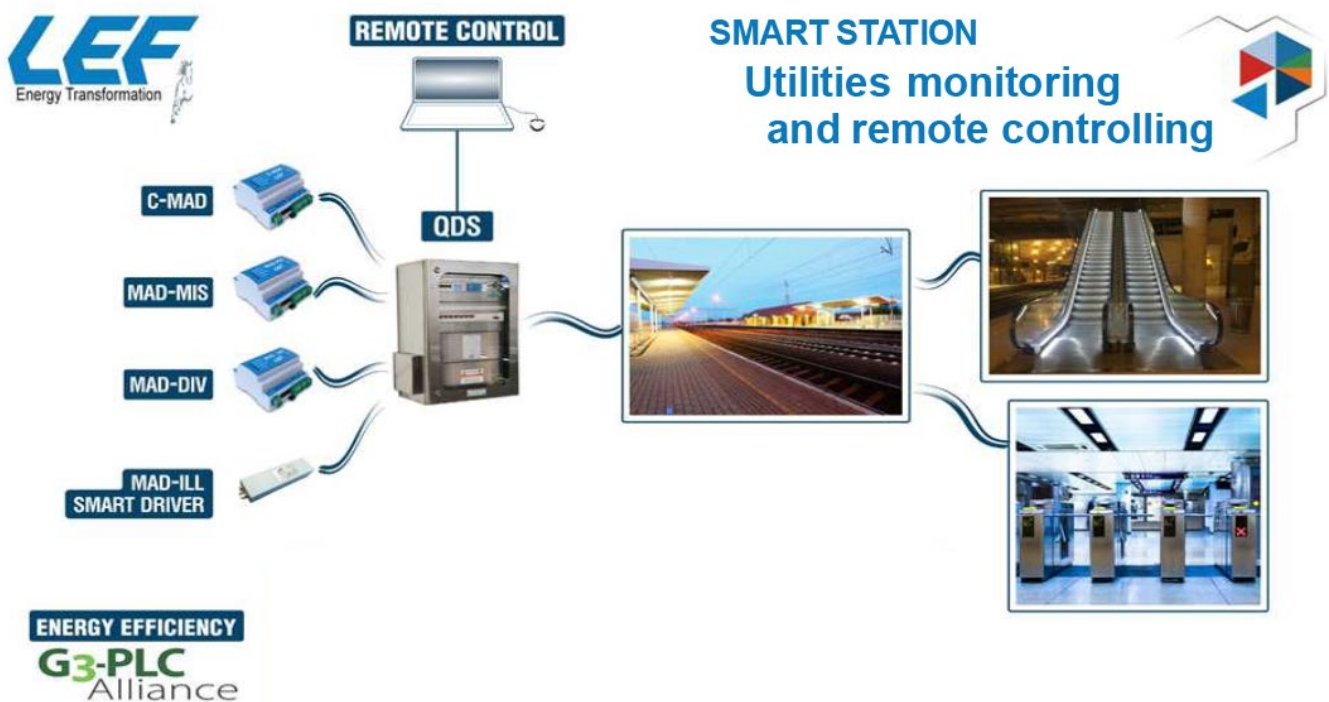 LEF
Energy Transformation
REMOTE CONTROL
SMART STATION
Utilities monitoring
and remote controlling
C-MAD
QDS
MAD-MIS
MAD-DIV
MAD-ILL
SMART DRIVER
ENERGY EFFICIENCY
G3-PLC
Alliance